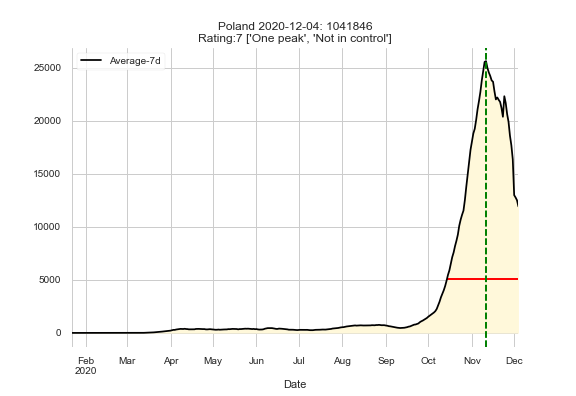 Poland 2020-12-04: 1041846
Rating:7 ['One peak', 'Not in control']
Average-7d
25000
20000
15000
10000
5000
0
Feb Mar Apr May Jun Jul Aug Sep Oct Nov Dec
2020
Date